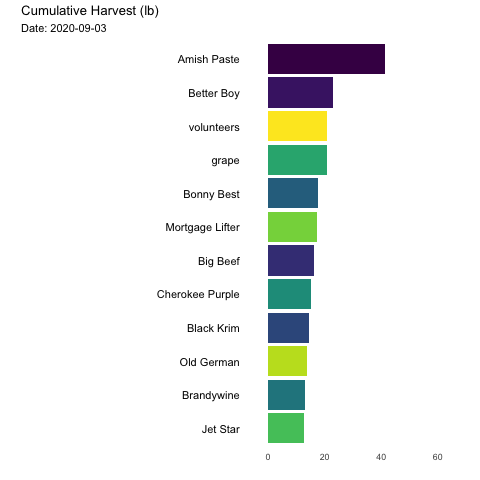 Cumulative Harvest (lb)
Date: 2020-09-03
Amish Paste
Better Boy
volunteers
grape
Bonny Best
Mortgage Lifter
Big Beef
Cherokee Purple
Black Krim
Old German
Brandywine
Jet Star
0 20 40 60